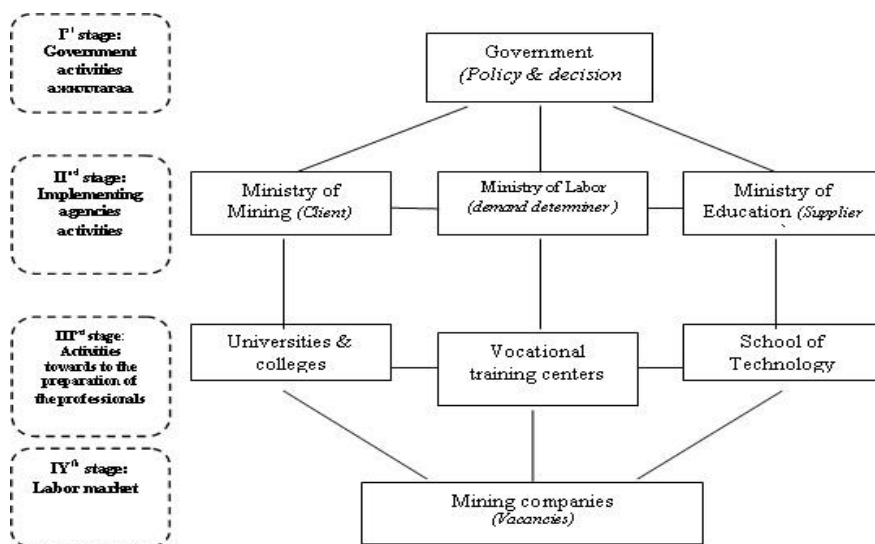 Iˢᵗ stage:
Government
activities
ажиллагаа
Government
(Policy & decision
IIⁿᵈ stage:
Implementing
agencies
activities
Ministry of
Mining (Client)
Ministry of Labor
(demand determiner )
Ministry of
Education (Supplier
IIIʳᵈ stage:
Activities
towards to the
preparation of
the professionals
Universities &
colleges
Vocational
training centers
School of
Technology
IYᵗʰ stage:
Labor market
Mining companies
(Vacancies)